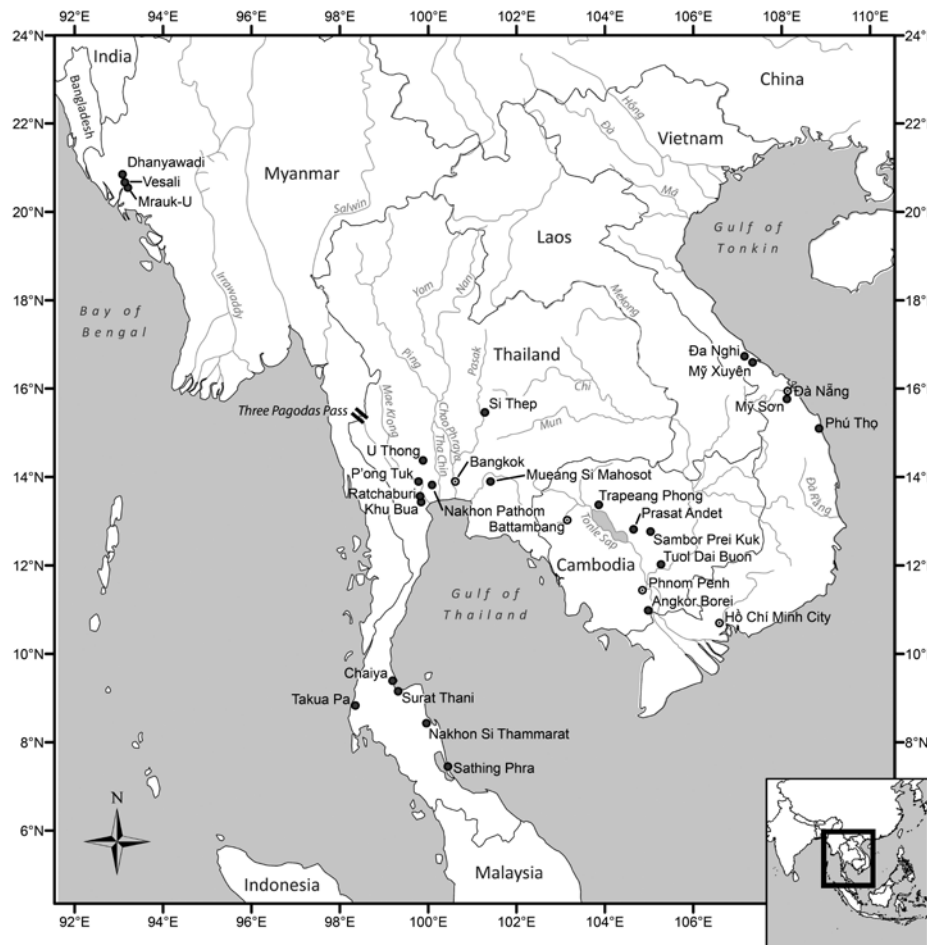 92°E 94°E 96°E 98°E 100°E 102°E 104°E 106°E 108°E 110°E
24°N
24°N
India
China
Bangladesh
Hông
Đà
Vietnam
22°N
22°N
Dhanyawadi
Vesali
Mrauk-U
Myanmar
Mã
Salwin
20°N
20°N
Laos
Gulf of
Tonkin
Yom
Nan
Irrawaddy
Mekong
Bay of
Bengal
18°N
18°N
Ping
Pasak
Thailand
Đa Nghi
Mỹ Xuyên
Chi
16°N
16°N
Đà Nẵng
Mỹ Sơn
Three Pagodas Pass
Mae Klong
Chao Phraya
Tha Chin
Si Thep
Mun
Phú Thọ
U Thong
Bangkok
P'ong Tuk
Mueang Si Mahosot
14°N
14°N
Ratchaburi
Khu Bua
Nakhon Pathom
Trapeang Phong
Đà Rằng
Battambang
Prasat Andet
Tonle Sap
Sambor Prei Kuk
Tuol Dai Buon
12°N
12°N
Cambodia
Phnom Penh
Gulf of
Thailand
Angkor Borei
Hồ Chí Minh City
10°N
10°N
Chaiya
Takua Pa
Surat Thani
Nakhon Si Thammarat
8°N
8°N
Sathing Phra
N
6°N
Indonesia
Malaysia
92°E 94°E 96°E 98°E 100°E 102°E 104°E 106°E